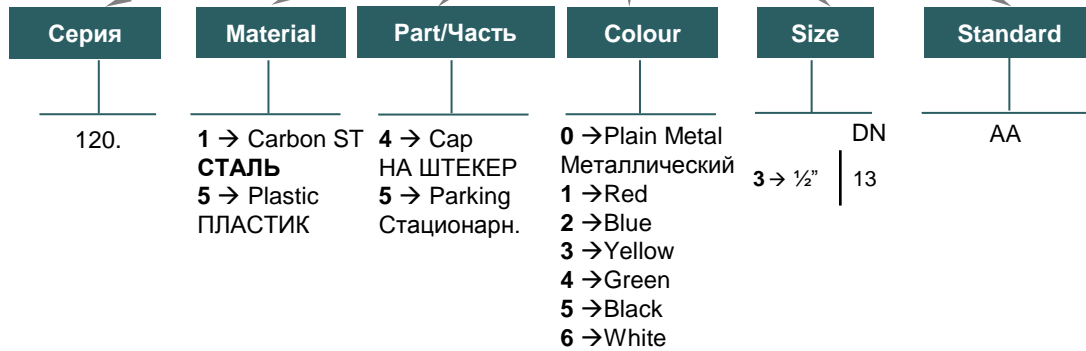 Серия
Material
Part/Часть
Colour
Size
Standard
120.
1 → Carbon ST
СТАЛЬ
5 → Plastic
ПЛАСТИК
4 → Cap
НА ШТЕКЕР
5 → Parking
Стационарн.
0 →Plain Metal
Металлический
1 →Red
2 →Blue
3 →Yellow
4 →Green
5 →Black
6 →White
DN
3 → ½” 13
AA